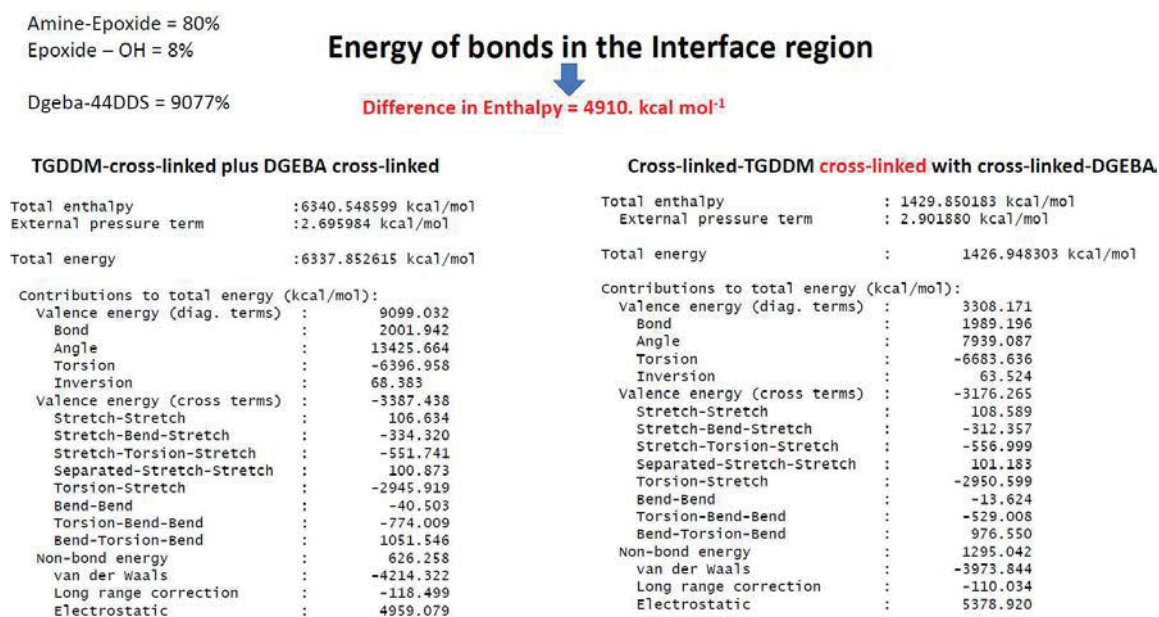 Amine-Epoxide = 80%
Epoxide – OH = 8%
Energy of bonds in the Interface region
Dgeba-44DDS = 9077%
Difference in Enthalpy = 4910. kcal mol-1
TGDDM-cross-linked plus DGEBA cross-linked
Total enthalpy :6340.548599 kcal/mol
External pressure term :2.695984 kcal/mol
Total energy :6337.852615 kcal/mol
Contributions to total energy (kcal/mol):
Valence energy (diag. terms) : 9099.032
Bond : 2001.942
Angle : 13425.664
Torsion : -6396.958
Inversion : 68.383
Valence energy (cross terms) : -3387.438
Stretch-Stretch : 106.634
Stretch-Bend-Stretch : -334.320
Stretch-Torsion-Stretch : -551.741
Separated-Stretch-Stretch : 100.873
Torsion-Stretch : -2945.919
Bend-Bend : -40.503
Torsion-Bend-Bend : -774.009
Bend-Torsion-Bend : 1051.546
Non-bond energy : 626.258
van der Waals : -4214.322
Long range correction : -118.499
Electrostatic : 4959.079
Cross-linked-TGDDM cross-linked with cross-linked-DGEBA.
Total enthalpy : 1429.850183 kcal/mol
External pressure term : 2.901880 kcal/mol
Total energy : 1426.948303 kcal/mol
Contributions to total energy (kcal/mol):
Valence energy (diag. terms) : 3308.171
Bond : 1989.196
Angle : 7939.087
Torsion : -6683.636
Inversion : 63.524
Valence energy (cross terms) : -3176.265
Stretch-Stretch : 108.589
Stretch-Bend-Stretch : -312.357
Stretch-Torsion-Stretch : -556.999
Separated-Stretch-Stretch : 101.183
Torsion-Stretch : -2950.599
Bend-Bend : -13.624
Torsion-Bend-Bend : -529.008
Bend-Torsion-Bend : 976.550
Non-bond energy : 1295.042
van der Waals : -3973.844
Long range correction : -110.034
Electrostatic : 5378.920